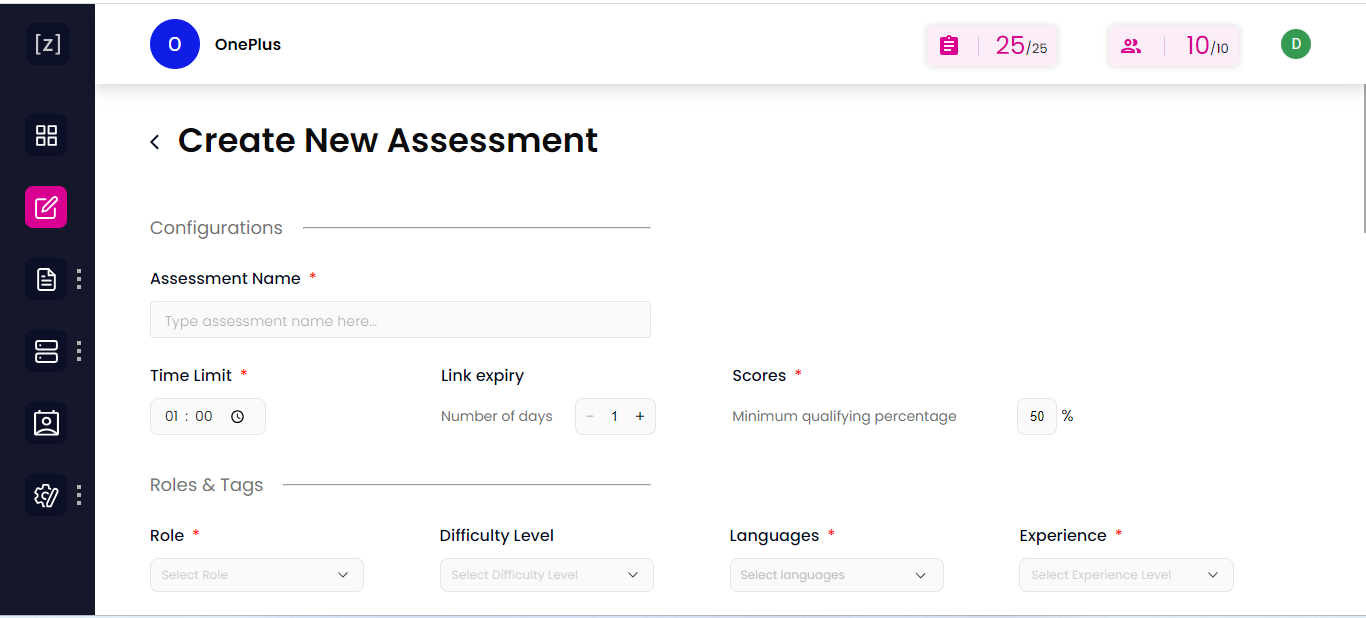 [z]
O OnePlus 25/25 10/10 D
Create New Assessment
Configurations
Assessment Name *
Type assessment name here...
Time Limit * Link expiry Scores *
01 : 00 Number of days − 1 + Minimum qualifying percentage 50 %
Roles & Tags
Role * Difficulty Level Languages * Experience *
Select Role Select Difficulty Level Select languages Select Experience Level